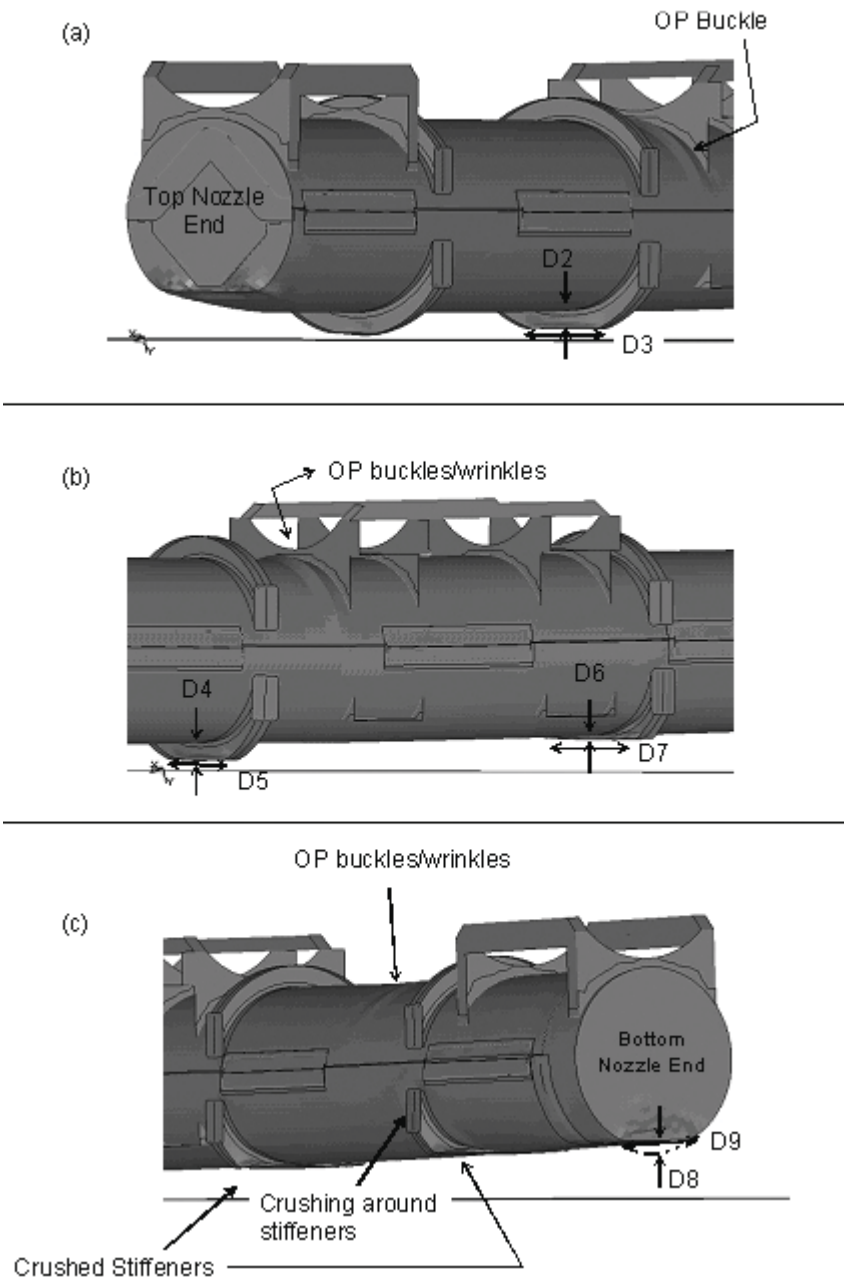 (a)
OP Buckle
Top Nozzle
End
D2
D3
(b)
OP buckles/wrinkles
D4
D6
D5
D7
OP buckles/wrinkles
(c)
Bottom
Nozzle End
D9
D8
Crushing around
stiffeners
Crushed Stiffeners